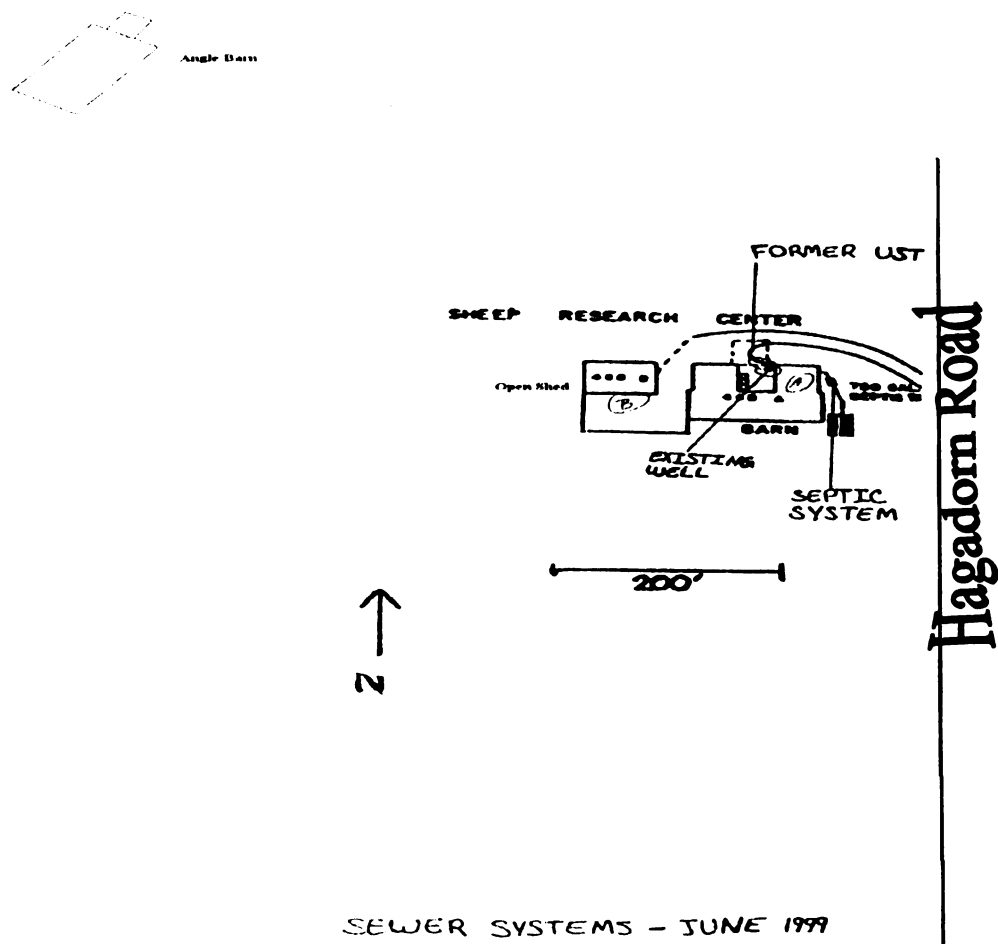 Angle Barn
FORMER UST
SHEEP RESEARCH CENTER
Open Shed
B
A
BARN
EXISTING
WELL
SEPTIC
SYSTEM
200'
N
Hagadorn Road
SEWER SYSTEMS - JUNE 1999